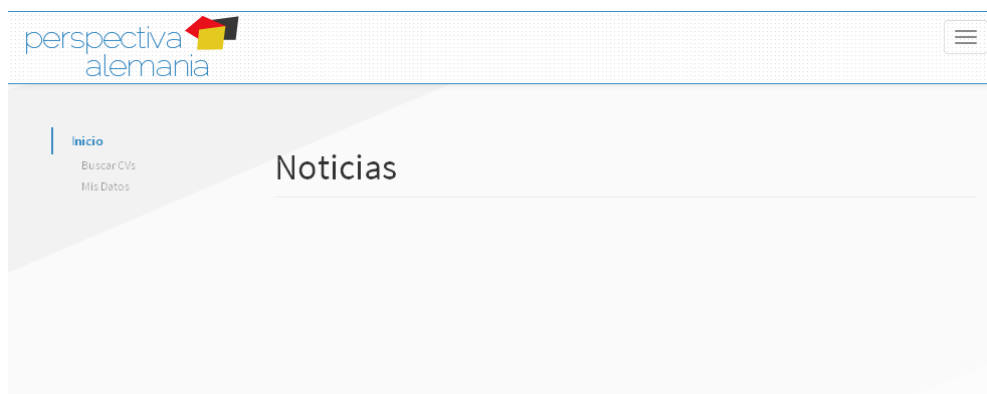 perspectiva
alemania
Inicio
Buscar CVs
Mis Datos
Noticias